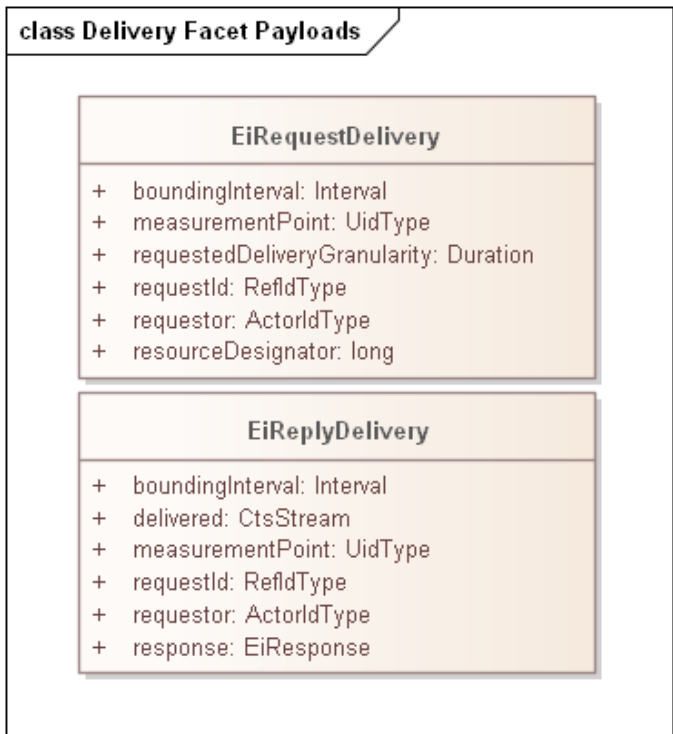 class Delivery Facet Payloads
EiRequestDelivery
+ boundingInterval: Interval
+ measurementPoint: UidType
+ requestedDeliveryGranularity: Duration
+ requestId: RefIdType
+ requestor: ActorIdType
+ resourceDesignator: long
EiReplyDelivery
+ boundingInterval: Interval
+ delivered: CtsStream
+ measurementPoint: UidType
+ requestId: RefIdType
+ requestor: ActorIdType
+ response: EiResponse